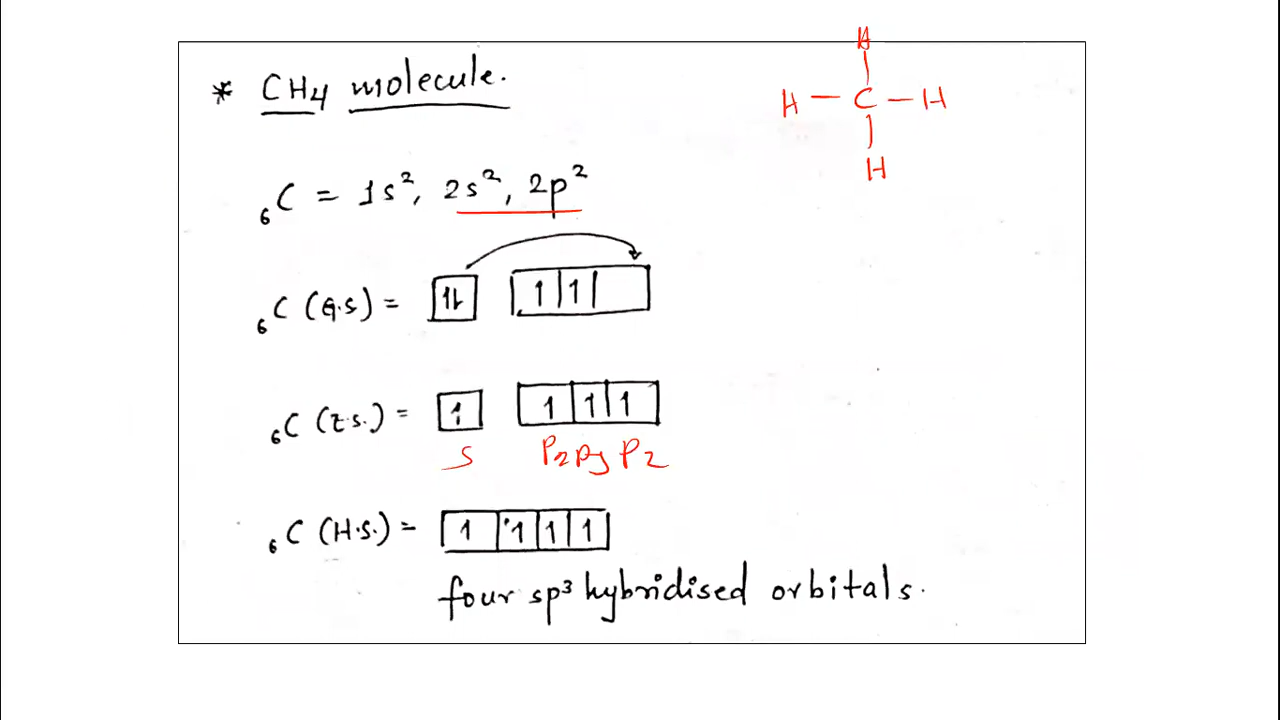 * CH4 molecule.
H
H – C – H
H
6C = 1s², 2s², 2p²
6C (G.S) = 1⇂ 1 1
6C (E.S.) = 1 1 1 1
S Py Pz
6C (H.S.) = 1 1 1 1
four sp³ hybridised orbitals.